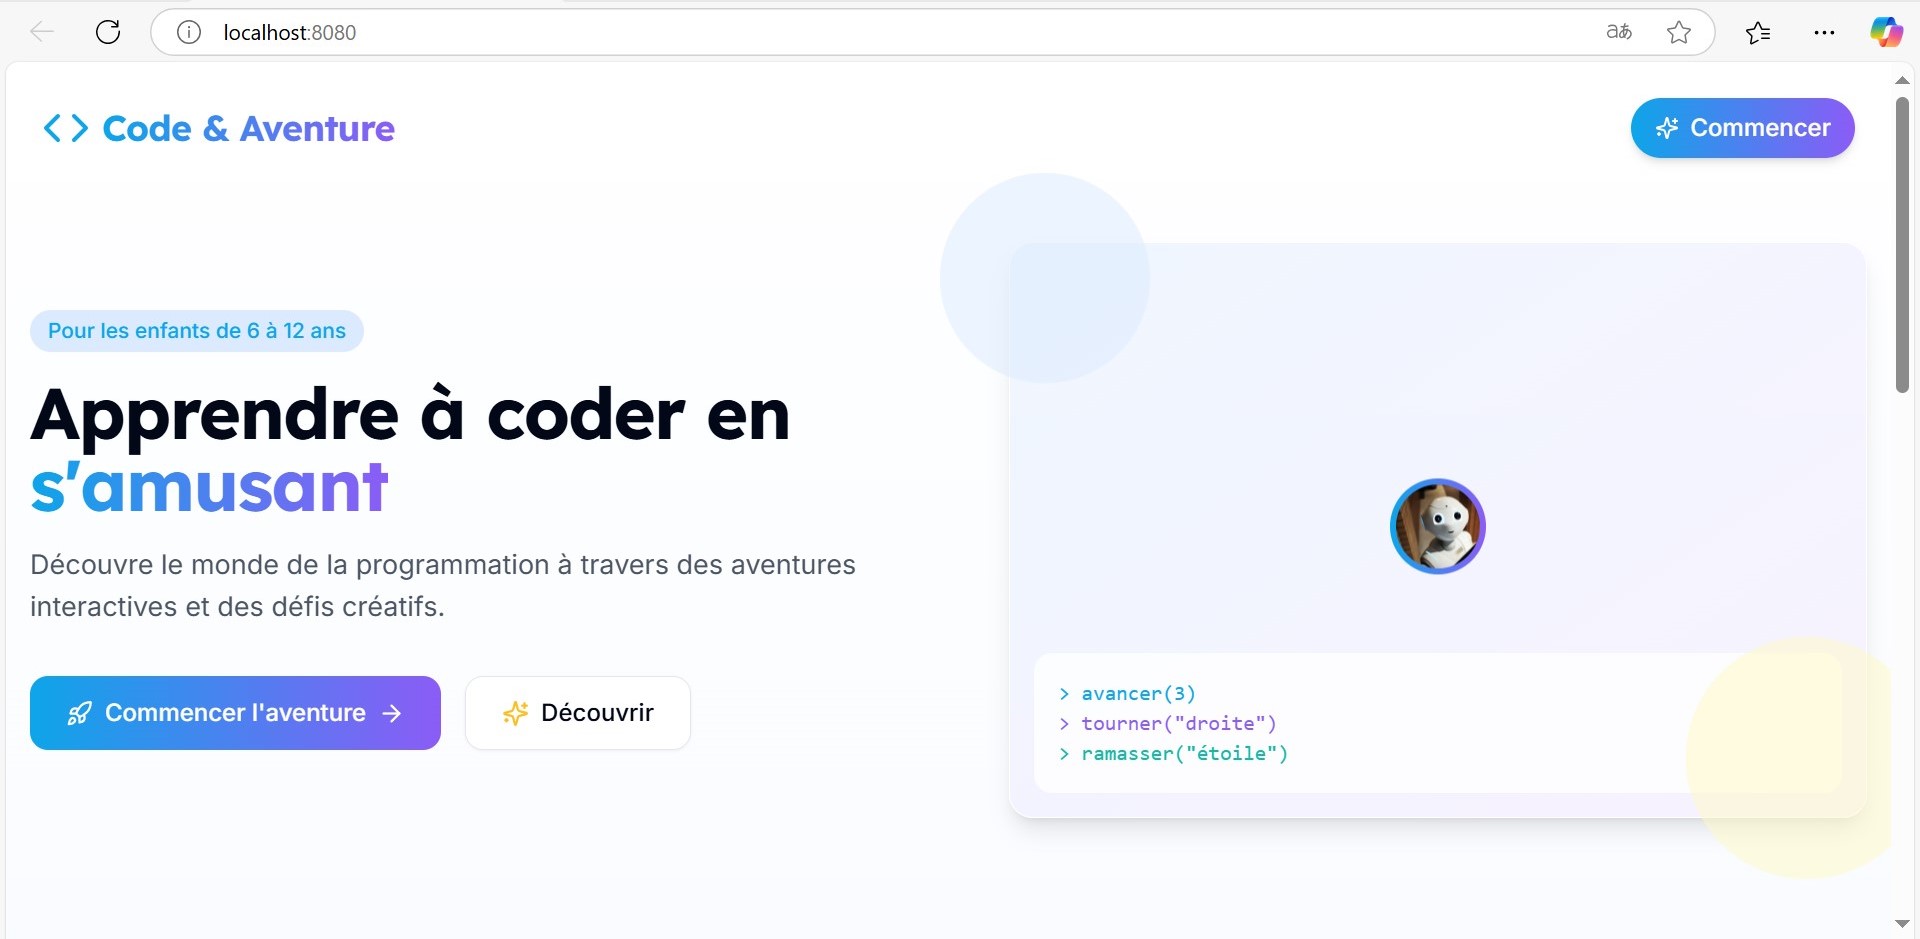 localhost:8080
Code & Aventure
Commencer
Pour les enfants de 6 à 12 ans
Apprendre à coder en
s'amusant
Découvre le monde de la programmation à travers des aventures
interactives et des défis créatifs.
Commencer l'aventure →
Découvrir
> avancer(3)
> tourner("droite")
> ramasser("étoile")